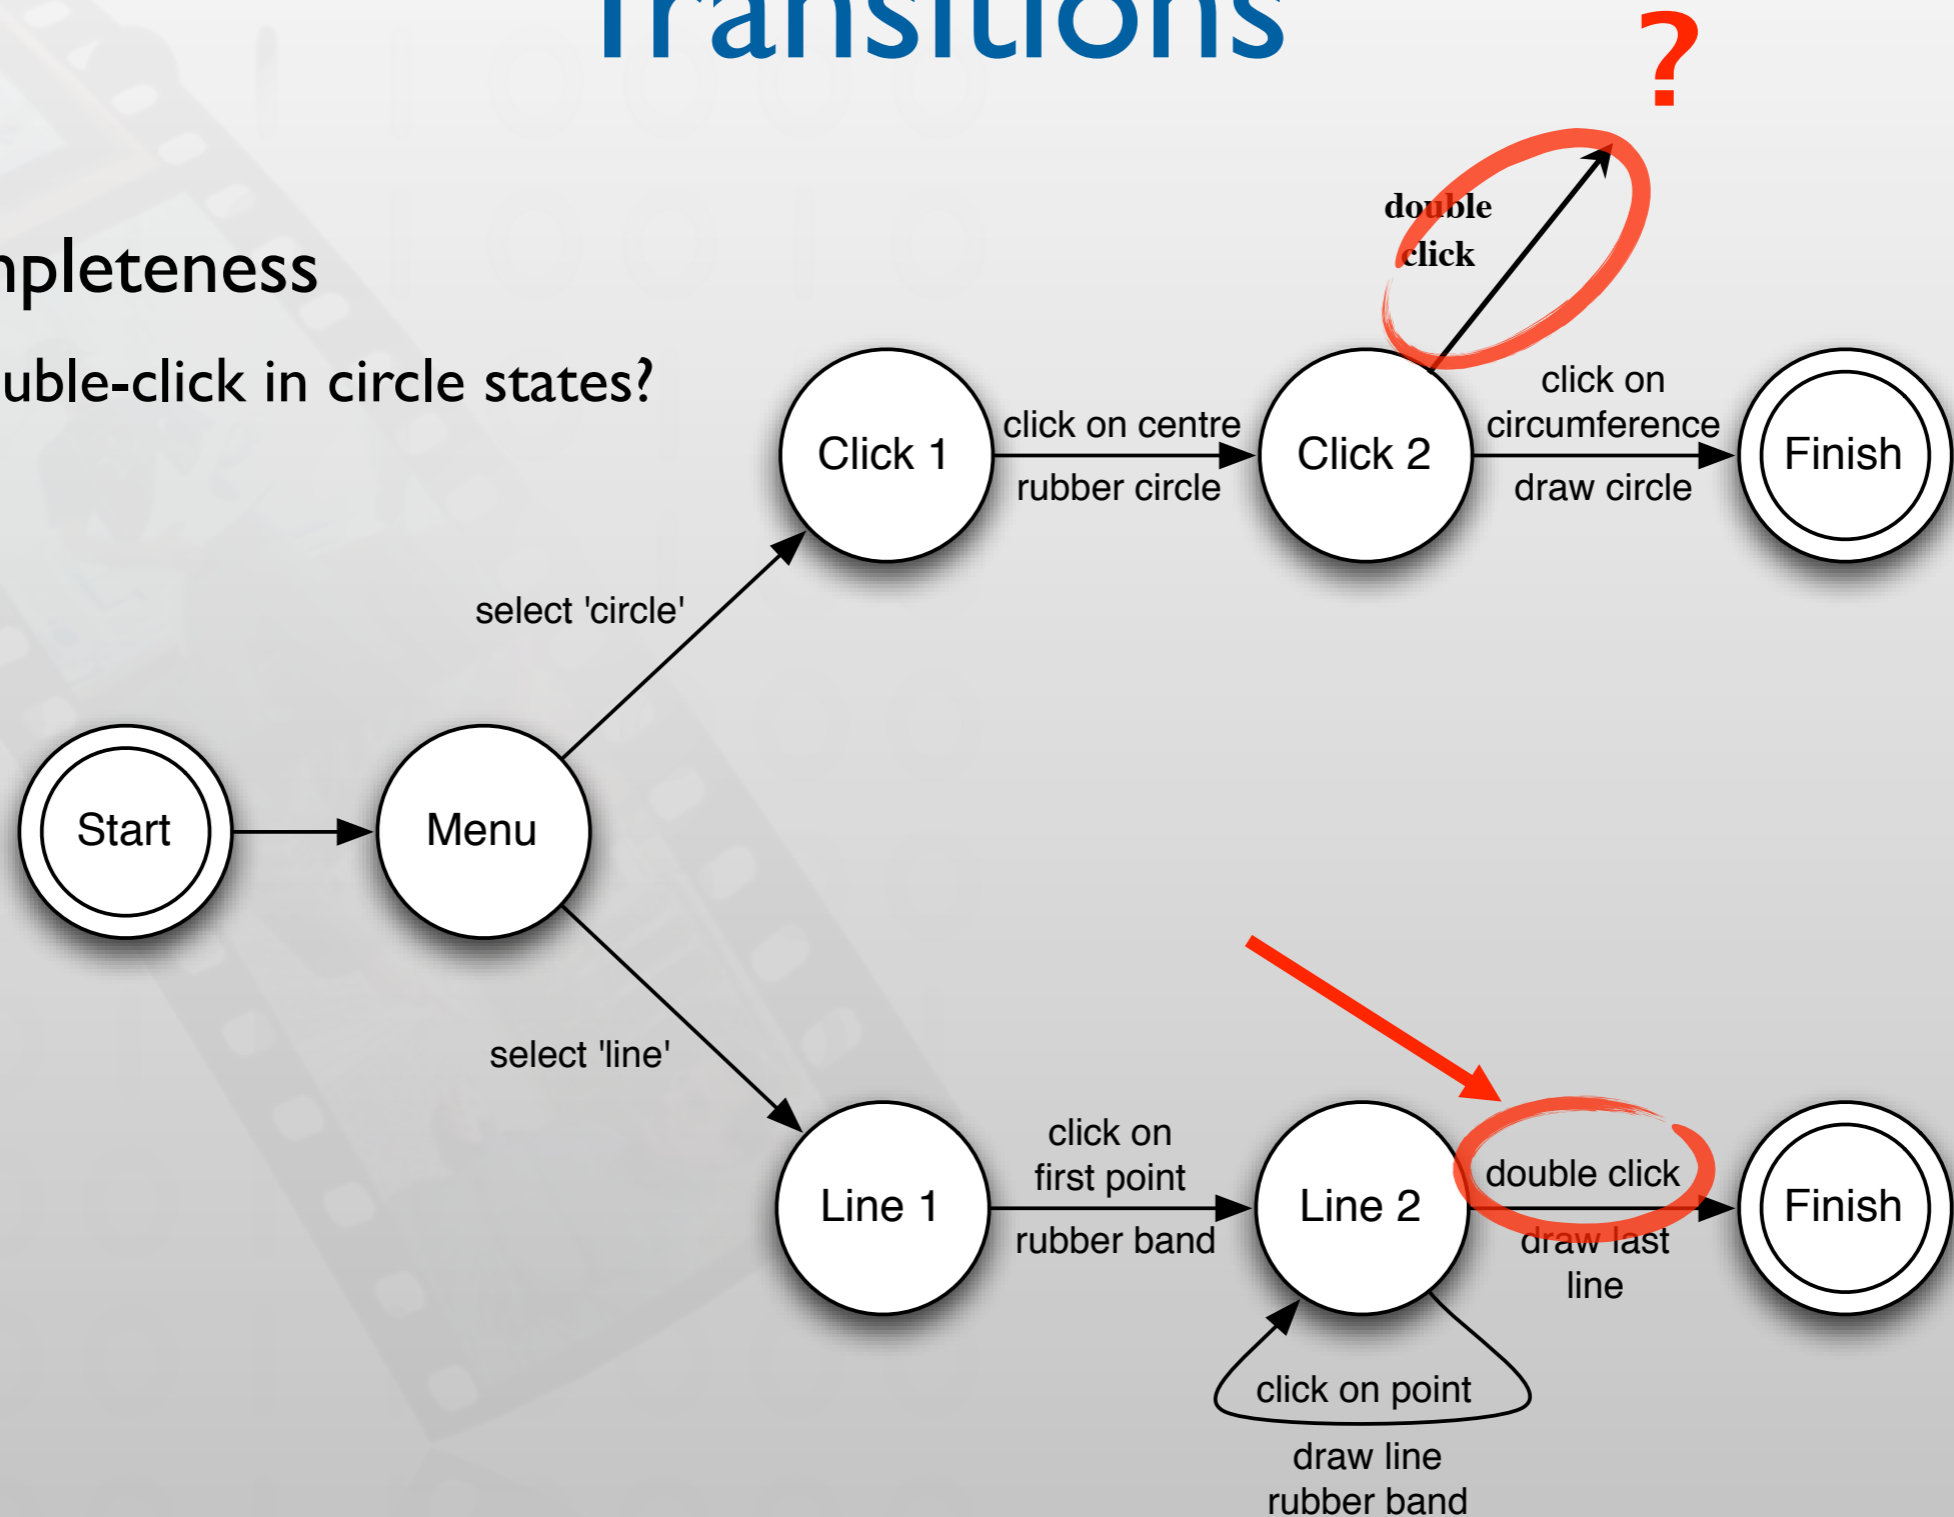 Transitions
?
double
click
mpleteness
uble-click in circle states?
Click 1
click on centre
rubber circle
Click 2
click on
circumference
draw circle
Finish
select 'circle'
Start
Menu
select 'line'
Line 1
click on
first point
rubber band
Line 2
double click
draw last
line
Finish
click on point
draw line
rubber band